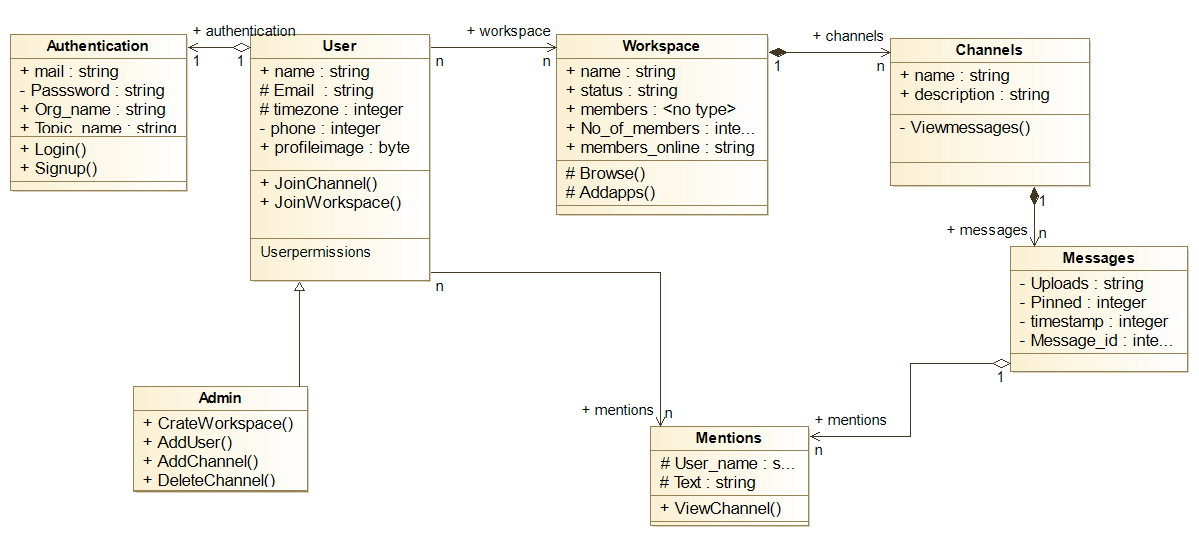 + authentication
1
1
Authentication
+ mail : string
- Passsword : string
+ Org_name : string
+ Topic_name : string
+ Login()
+ Signup()
User
+ name : string
# Email : string
# timezone : integer
- phone : integer
+ profileimage : byte
+ JoinChannel()
+ JoinWorkspace()
Userpermissions
+ workspace
n
n
Workspace
+ name : string
+ status : string
+ members : <no type>
+ No_of_members : inte...
+ members_online : string
# Browse()
# Addapps()
+ channels
1
n
Channels
+ name : string
+ description : string
- Viewmessages()
1
+ messages
n
Messages
- Uploads : string
- Pinned : integer
- timestamp : integer
- Message_id : inte...
1
n
Admin
+ CrateWorkspace()
+ AddUser()
+ AddChannel()
+ DeleteChannel()
+ mentions
n
+ mentions
n
Mentions
# User_name : s...
# Text : string
+ ViewChannel()